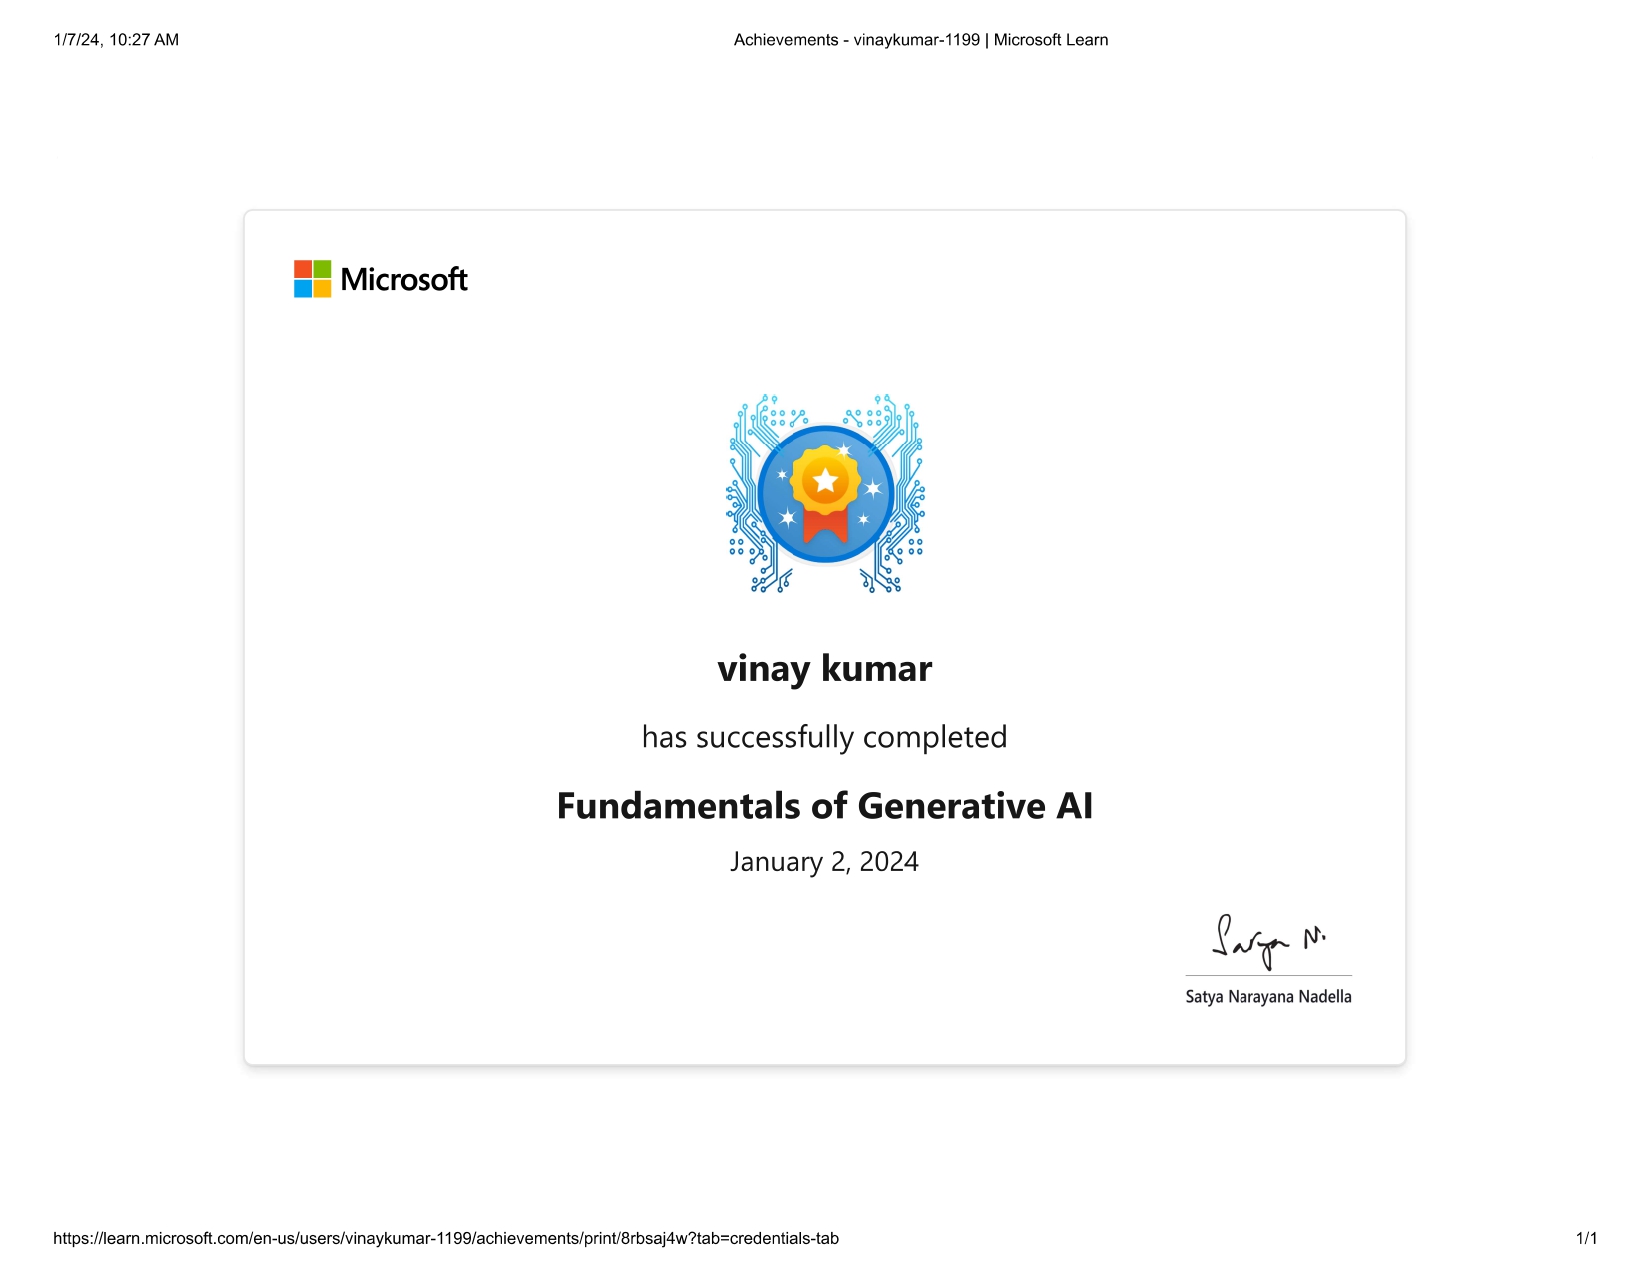 1/7/24, 10:27 AM
Achievements - vinaykumar-1199 | Microsoft Learn
Microsoft
vinay kumar
has successfully completed
Fundamentals of Generative AI
January 2, 2024
Satya N.
Satya Narayana Nadella
https://learn.microsoft.com/en-us/users/vinaykumar-1199/achievements/print/8rbsaj4w?tab=credentials-tab
1/1